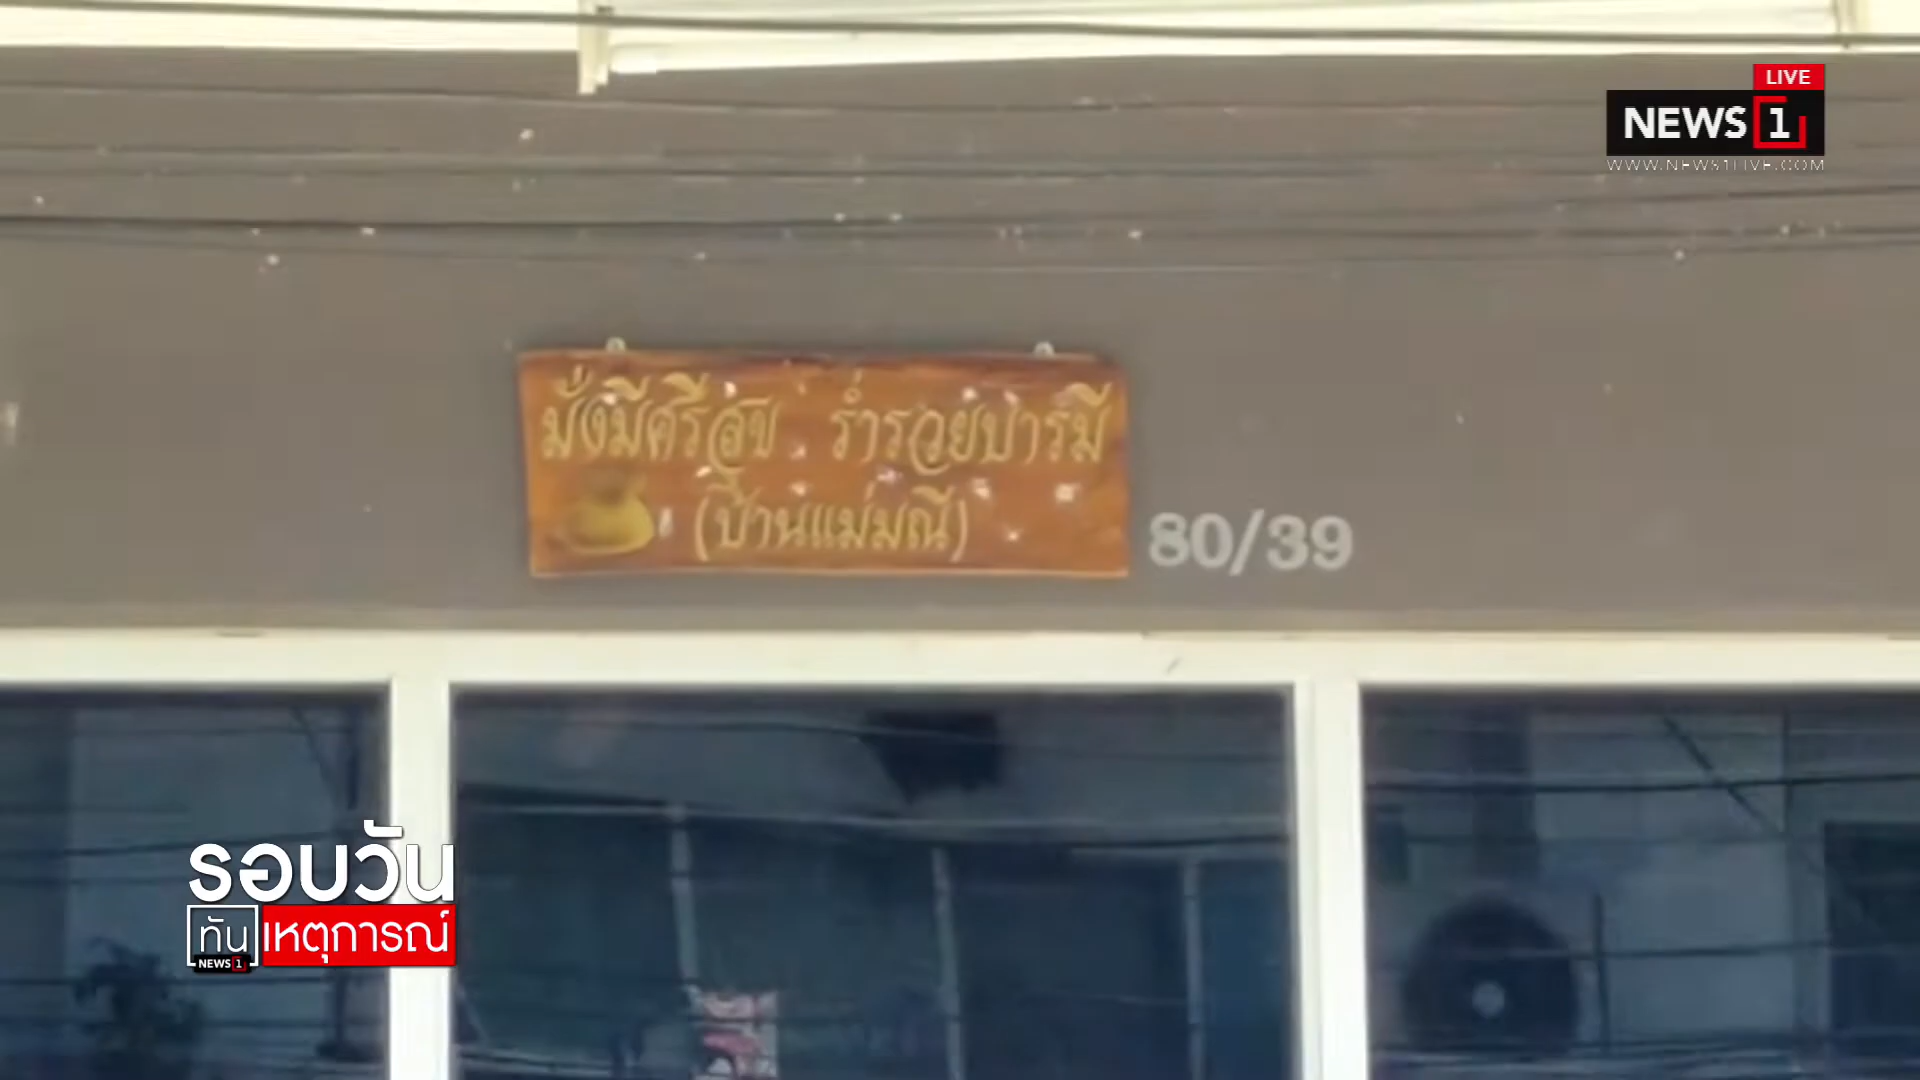 LIVE
NEWS 1
WWW.NEWS1LIVE.COM
มั่งมีศรีสุข ร่ำรวยบารมี
(บ้านแม่มณี)
80/39
รอบวัน
ทันเหตุการณ์
NEWS 1